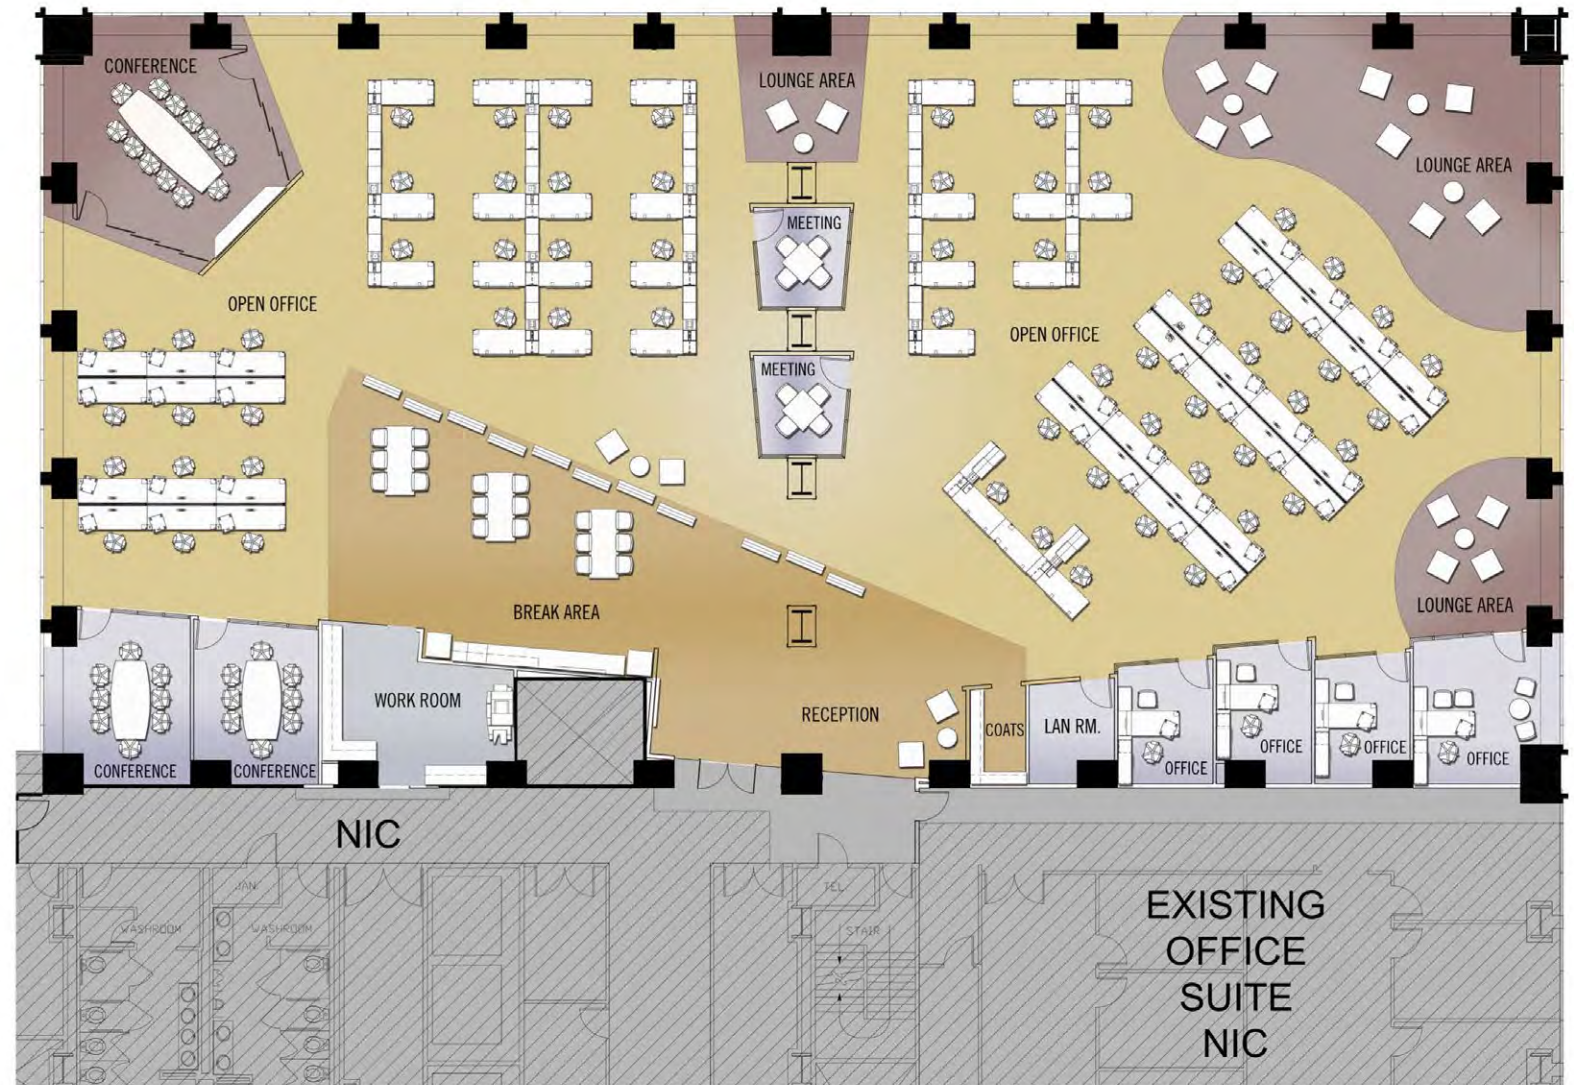 CONFERENCE
LOUNGE AREA
LOUNGE AREA
MEETING
OPEN OFFICE
OPEN OFFICE
MEETING
BREAK AREA
LOUNGE AREA
WORK ROOM
RECEPTION
COATS
LAN RM.
OFFICE
OFFICE
OFFICE
OFFICE
CONFERENCE
CONFERENCE
NIC
JAN.
TEL.
WASHROOM
WASHROOM
STAIR
EXISTING
OFFICE
SUITE
NIC